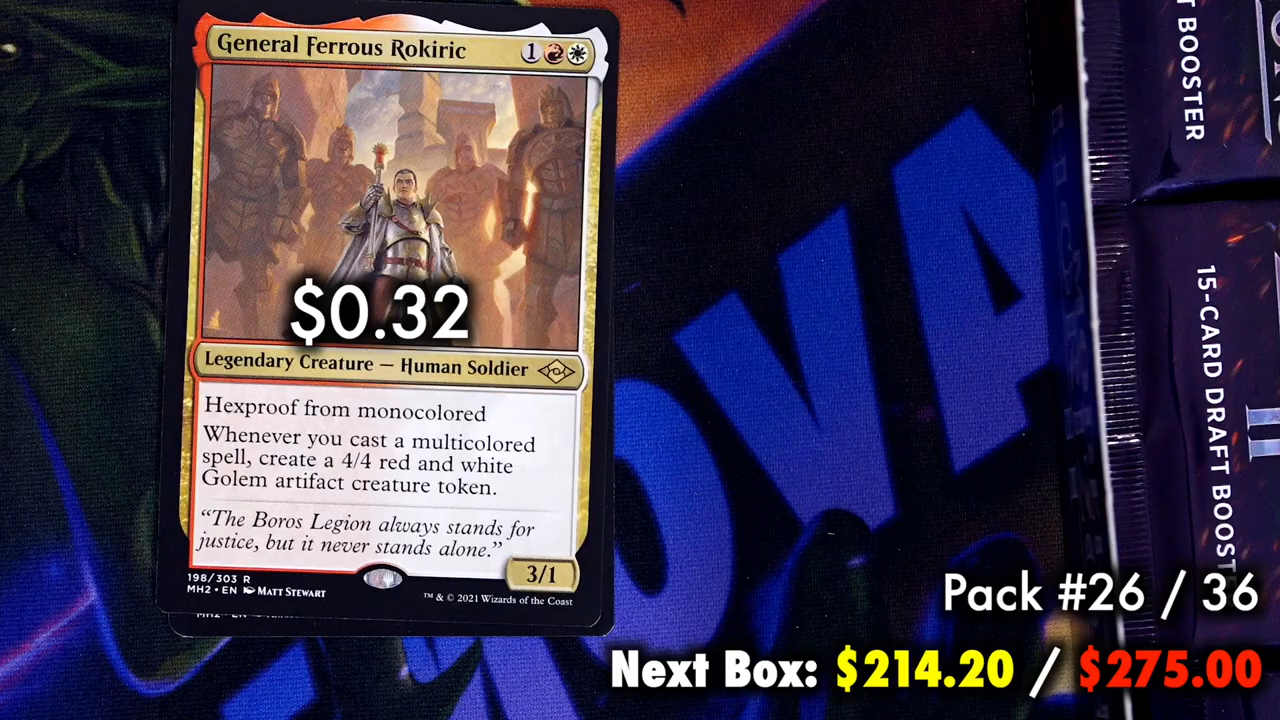 General Ferrous Rokiric
1
$0.32
Legendary Creature — Human Soldier
Hexproof from monocolored
Whenever you cast a multicolored
spell, create a 4/4 red and white
Golem artifact creature token.
“The Boros Legion always stands for
justice, but it never stands alone.”
3/1
198/303 R
MH2 • EN Matt Stewart
™ & © 2021 Wizards of the Coast
OVA
T BOOSTER
15-CARD DRAFT BOOST
II
Pack #26 / 36
Next Box: $214.20 / $275.00